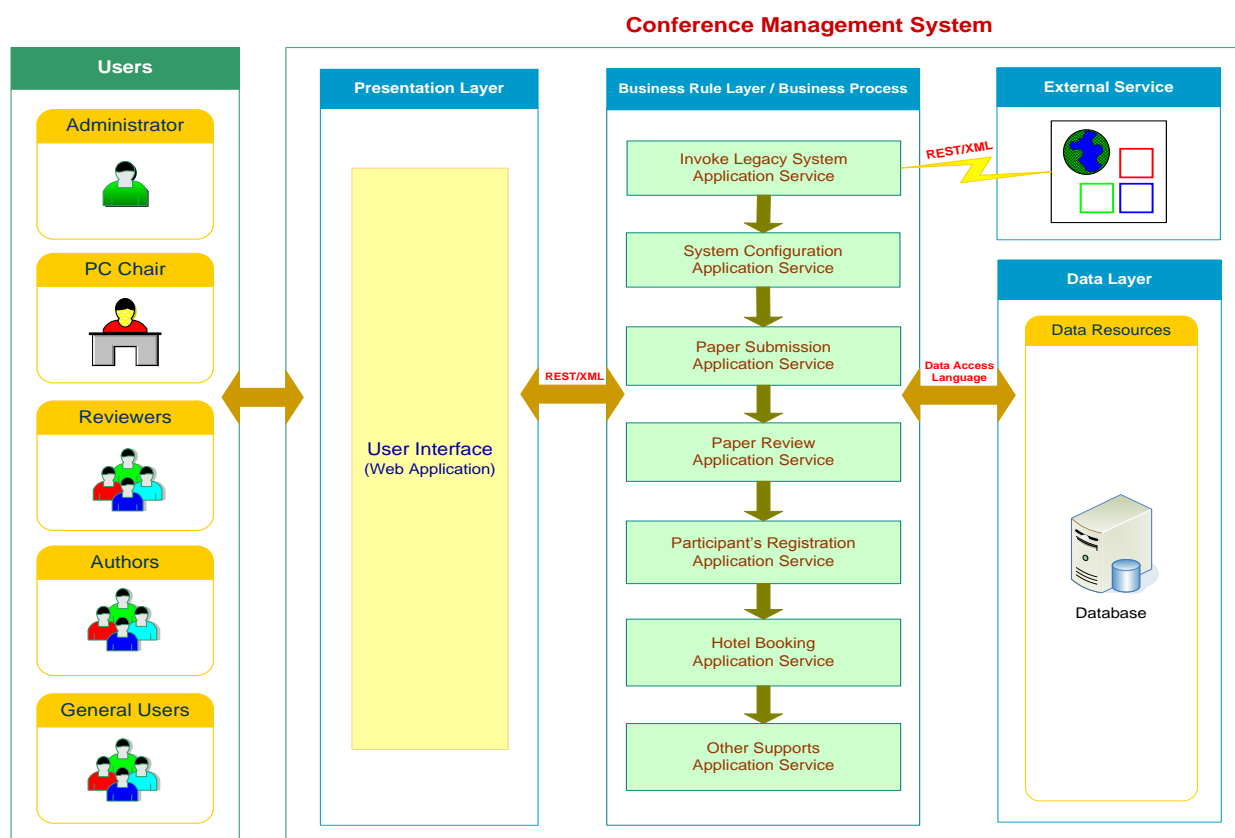 Conference Management System
Users
Administrator
PC Chair
Reviewers
Authors
General Users
Presentation Layer
User Interface
(Web Application)
REST/XML
Business Rule Layer / Business Process
Invoke Legacy System
Application Service
System Configuration
Application Service
Paper Submission
Application Service
Paper Review
Application Service
Participant's Registration
Application Service
Hotel Booking
Application Service
Other Supports
Application Service
REST/XML
External Service
Data Access
Language
Data Layer
Data Resources
Database